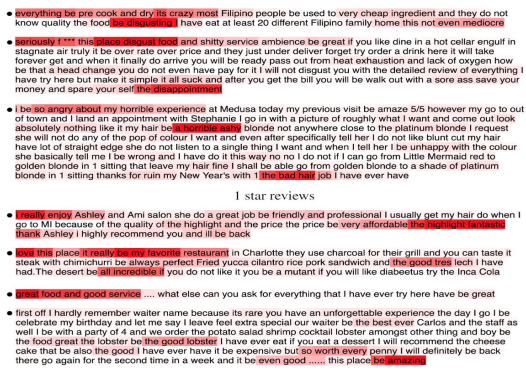 • everything be pre cook and dry its crazy most Filipino people be used to very cheap ingredient and they do not
know quality the food be disgusting I have eat at least 20 different Filipino family home this not even mediocre
• seriously f *** this place disgust food and shitty service ambience be great if you like dine in a hot cellar engulf in
stagnate air truly it be over rate over price and they just under deliver forget try order a drink here it will take
forever get and when it finally do arrive you will be ready pass out from heat exhaustion and lack of oxygen how
be that a head change you do not even have pay for it I will not disgust you with the detailed review of everything I
have try here but make it simple it all suck and after you get the bill you will be walk out with a sore ass save your
money and spare your self the disappointment
• i be so angry about my horrible experience at Medusa today my previous visit be amaze 5/5 however my go to out
of town and I land an appointment with Stephanie I go in with a picture of roughly what I want and come out look
absolutely nothing like it my hair be a horrible ashy blonde not anywhere close to the platinum blonde I request
she will not do any of the pop of colour I want and even after specifically tell her I do not like blunt cut my hair
have lot of straight edge she do not listen to a single thing I want and when I tell her I be unhappy with the colour
she basically tell me I be wrong and I have do it this way no no I do not if I can go from Little Mermaid red to
golden blonde in 1 sitting that leave my hair fine I shall be able go from golden blonde to a shade of platinum
blonde in 1 sitting thanks for ruin my New Year's with 1 the bad hair job I have ever have
1 star reviews
• i really enjoy Ashley and Ami salon she do a great job be friendly and professional I usually get my hair do when I
go to MI because of the quality of the highlight and the price the price be very affordable the highlight fantastic
thank Ashley i highly recommend you and ill be back
• love this place it really be my favorite restaurant in Charlotte they use charcoal for their grill and you can taste it
steak with chimichurri be always perfect Fried yucca cilantro rice pork sandwich and the good tres lech I have
had.The desert be all incredible if you do not like it you be a mutant if you will like diabeetus try the Inca Cola
• great food and good service .... what else can you ask for everything that I have ever try here have be great
• first off I hardly remember waiter name because its rare you have an unforgettable experience the day I go I be
celebrate my birthday and let me say I leave feel extra special our waiter be the best ever Carlos and the staff as
well I be with a party of 4 and we order the potato salad shrimp cocktail lobster amongst other thing and boy be
the food great the lobster be the good lobster I have ever eat if you eat a dessert I will recommend the cheese
cake that be also the good I have ever have it be expensive but so worth every penny I will definitely be back
there go again for the second time in a week and it be even good ...... this place be amazing